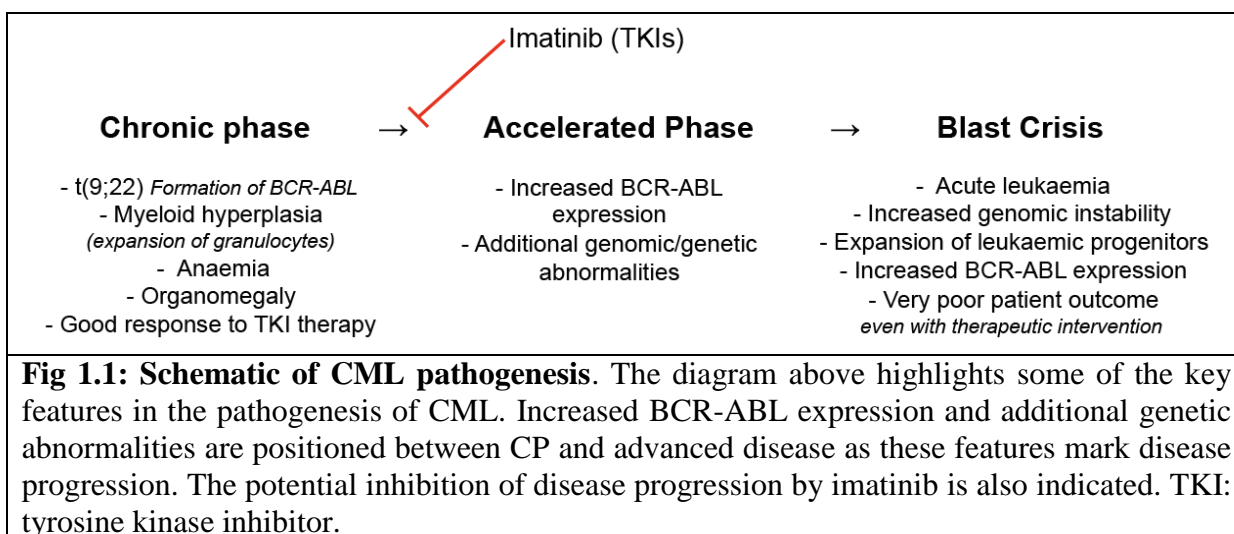 Imatinib (TKIs)
Chronic phase → Accelerated Phase → Blast Crisis
- t(9;22) Formation of BCR-ABL
- Myeloid hyperplasia
(expansion of granulocytes)
- Anaemia
- Organomegaly
- Good response to TKI therapy
- Increased BCR-ABL
expression
- Additional genomic/genetic
abnormalities
- Acute leukaemia
- Increased genomic instability
- Expansion of leukaemic progenitors
- Increased BCR-ABL expression
- Very poor patient outcome
even with therapeutic intervention
Fig 1.1: Schematic of CML pathogenesis. The diagram above highlights some of the key
features in the pathogenesis of CML. Increased BCR-ABL expression and additional genetic
abnormalities are positioned between CP and advanced disease as these features mark disease
progression. The potential inhibition of disease progression by imatinib is also indicated. TKI:
tyrosine kinase inhibitor.